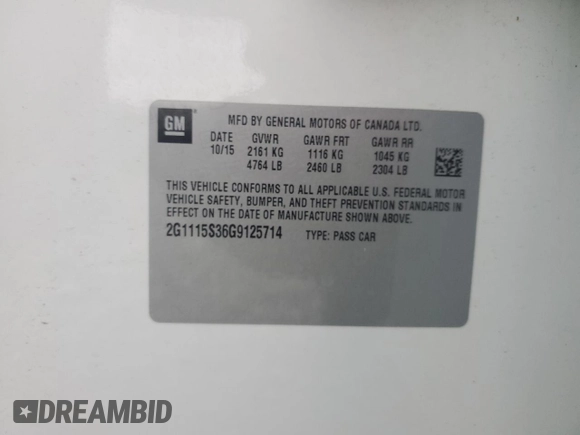 GM
MFD BY GENERAL MOTORS OF CANADA LTD.
DATE GVWR GAWR FRT GAWR RR
10/15 2161 KG 1116 KG 1045 KG
4764 LB 2460 LB 2304 LB
THIS VEHICLE CONFORMS TO ALL APPLICABLE U.S. FEDERAL MOTOR
VEHICLE SAFETY, BUMPER, AND THEFT PREVENTION STANDARDS IN
EFFECT ON THE DATE OF MANUFACTURE SHOWN ABOVE.
2G1115S36G9125714 TYPE: PASS CAR
DREAMBID